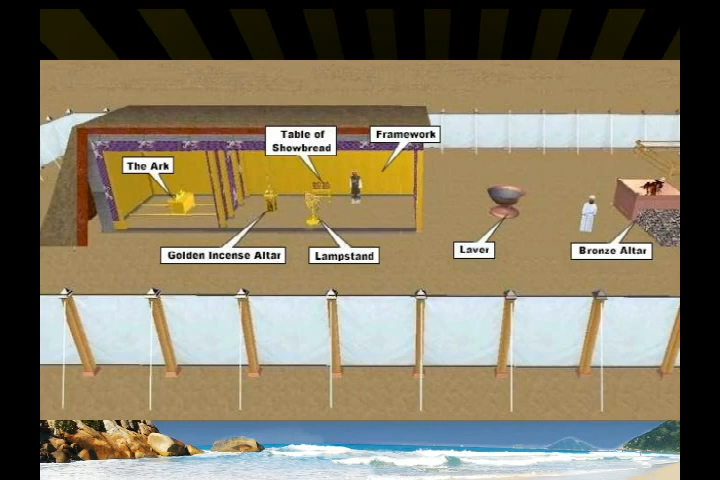 Table of
Showbread
Framework
The Ark
Golden Incense Altar
Lampstand
Laver
Bronze Altar